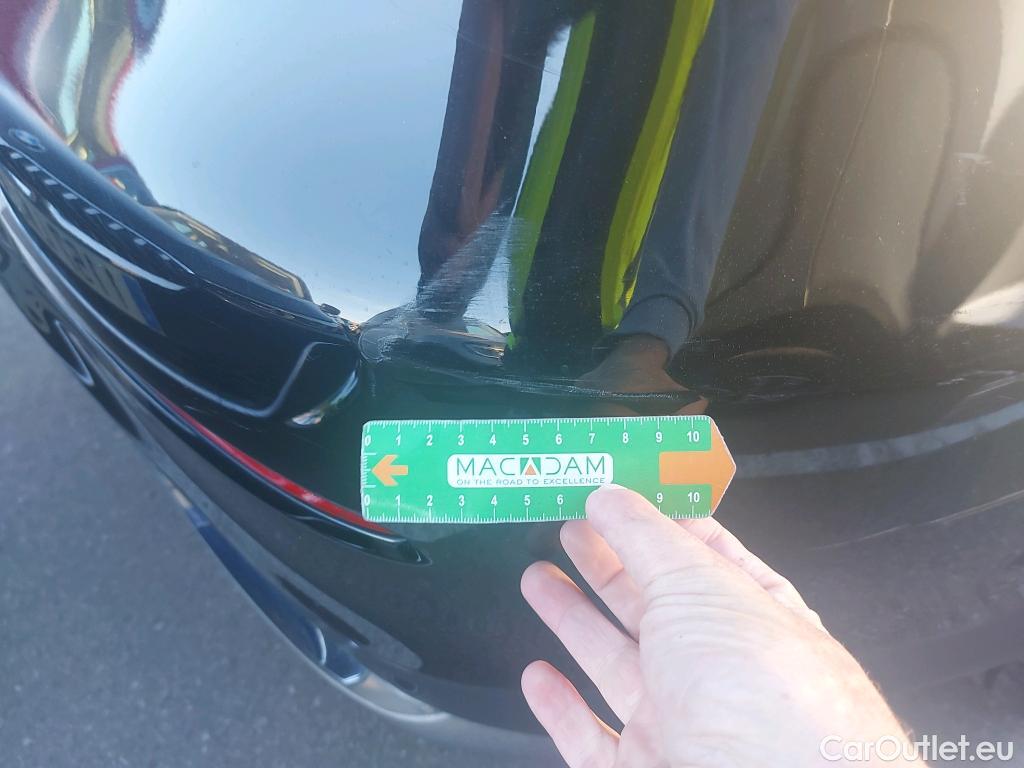 0 1 2 3 4 5 6 7 8 9 10
MACADAM
ON THE ROAD TO EXCELLENCE
0 1 2 3 4 5 6 9 10
CarOutlet.eu